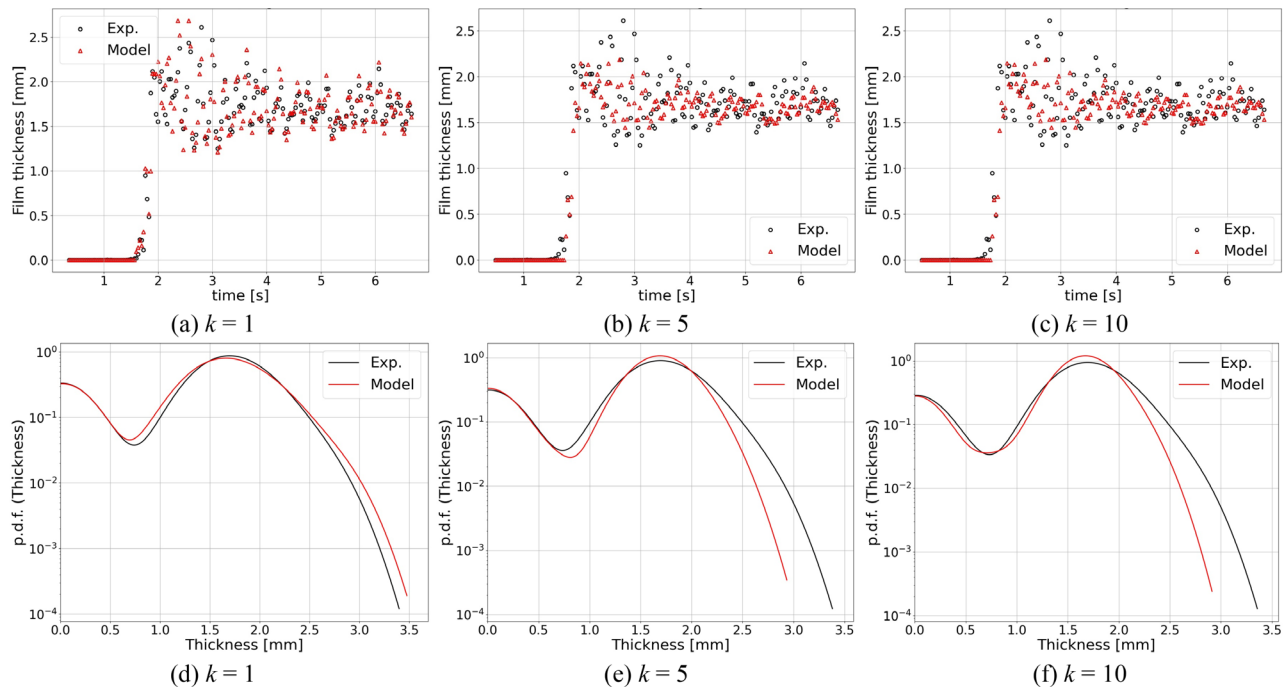 Exp.
Model
Film thickness [mm]
2.5
2.0
1.5
1.0
0.5
0.0
1 2 3 4 5 6
time [s]
(a) k = 1
Exp.
Model
Film thickness [mm]
2.5
2.0
1.5
1.0
0.5
0.0
1 2 3 4 5 6
time [s]
(b) k = 5
Exp.
Model
Film thickness [mm]
2.5
2.0
1.5
1.0
0.5
0.0
1 2 3 4 5 6
time [s]
(c) k = 10
Exp.
Model
p.d.f. (Thickness)
10⁰
10⁻¹
10⁻²
10⁻³
10⁻⁴
0.0 0.5 1.0 1.5 2.0 2.5 3.0 3.5
Thickness [mm]
(d) k = 1
Exp.
Model
p.d.f. (Thickness)
10⁰
10⁻¹
10⁻²
10⁻³
10⁻⁴
0.0 0.5 1.0 1.5 2.0 2.5 3.0 3.5
Thickness [mm]
(e) k = 5
Exp.
Model
p.d.f. (Thickness)
10⁰
10⁻¹
10⁻²
10⁻³
10⁻⁴
0.0 0.5 1.0 1.5 2.0 2.5 3.0 3.5
Thickness [mm]
(f) k = 10